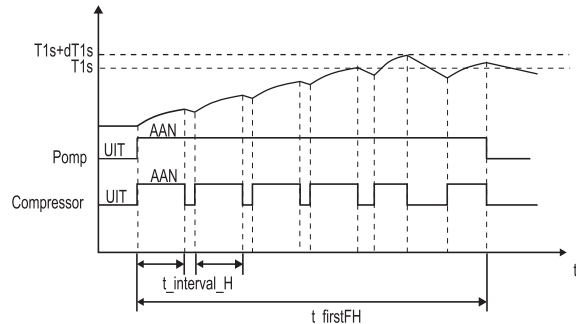 T1s+dT1s
T1s
AAN
Pomp UIT
AAN
Compressor UIT
t
t_interval_H
t_firstFH